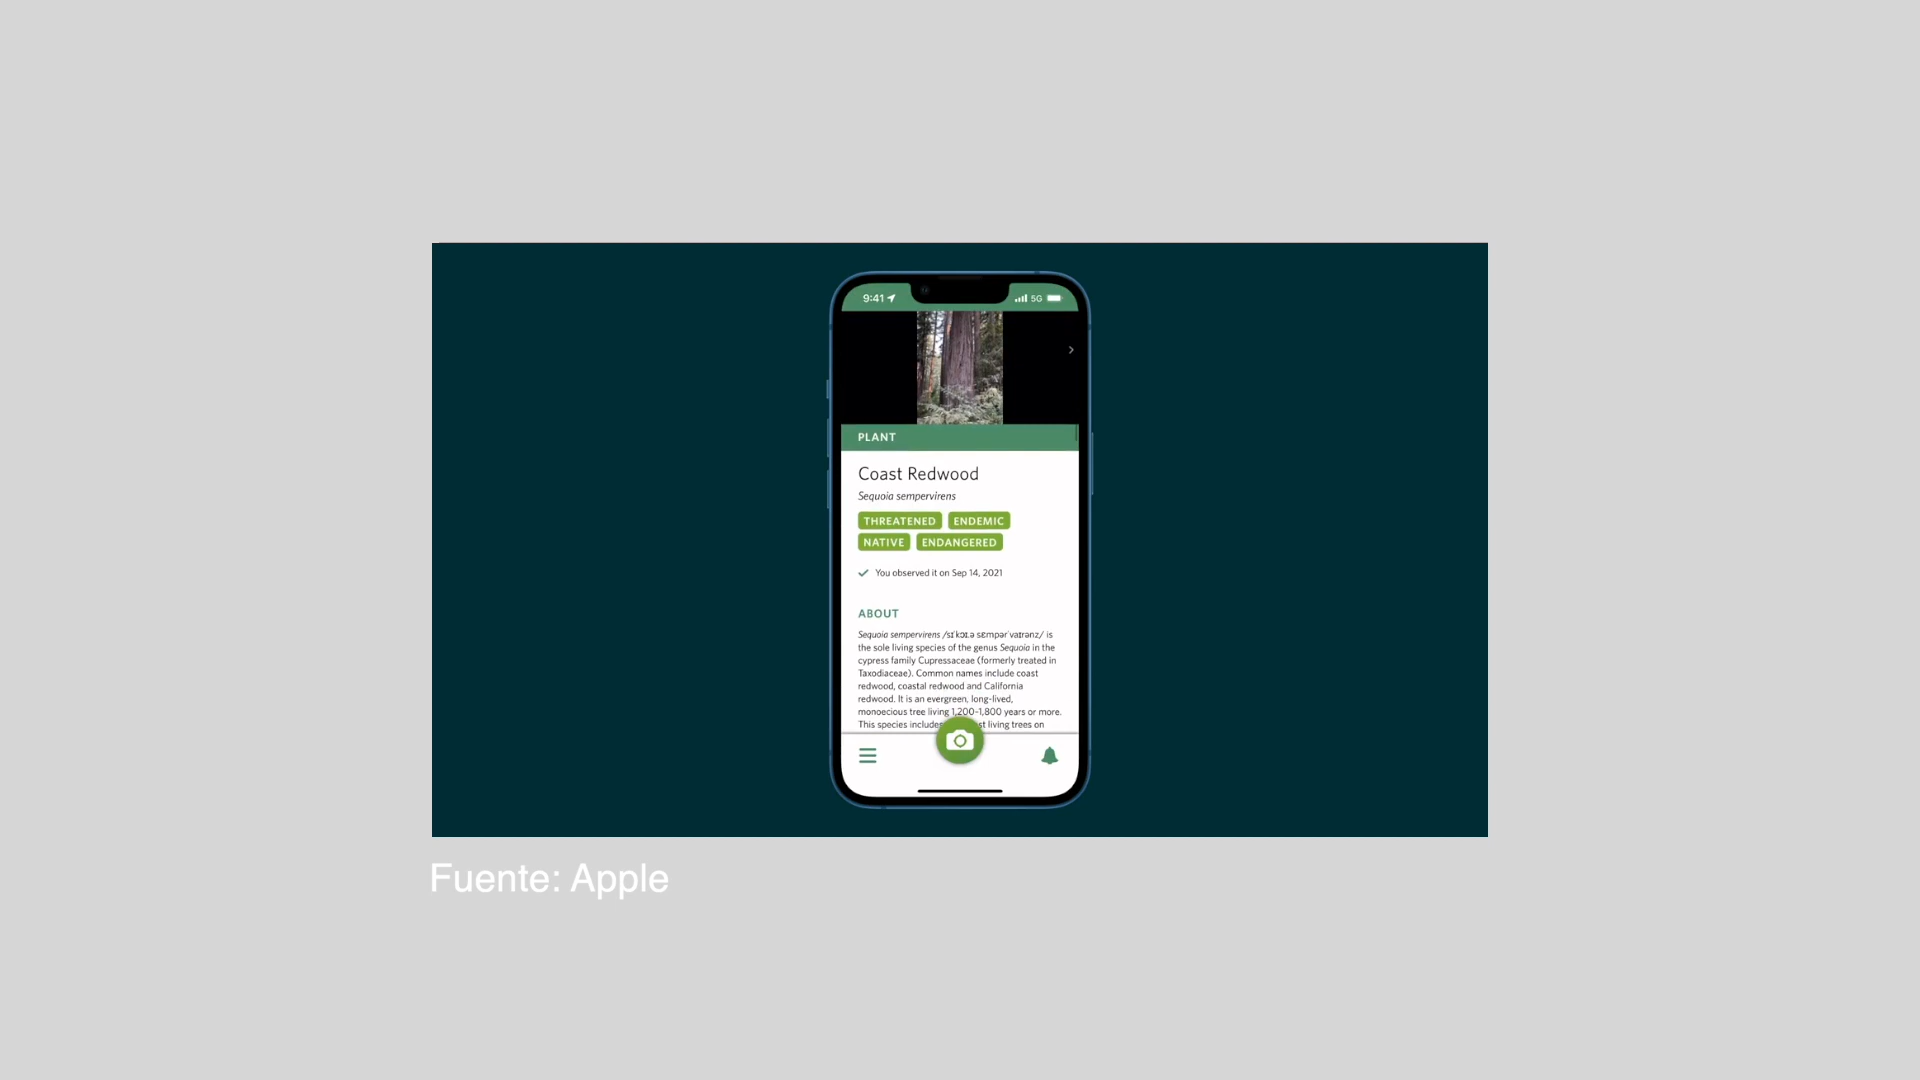 9:41
5G
PLANT
Coast Redwood
Sequoia sempervirens
THREATENED ENDEMIC
NATIVE ENDANGERED
You observed it on Sep 14, 2021
ABOUT
Sequoia sempervirens /sɪˈkɔɪ.ə sɛmpərˈvaɪrənz/ is
the sole living species of the genus Sequoia in the
cypress family Cupressaceae (formerly treated in
Taxodiaceae). Common names include coast
redwood, coastal redwood and California
redwood. It is an evergreen, long-lived,
monoecious tree living 1,200–1,800 years or more.
This species includes living trees on
Fuente: Apple